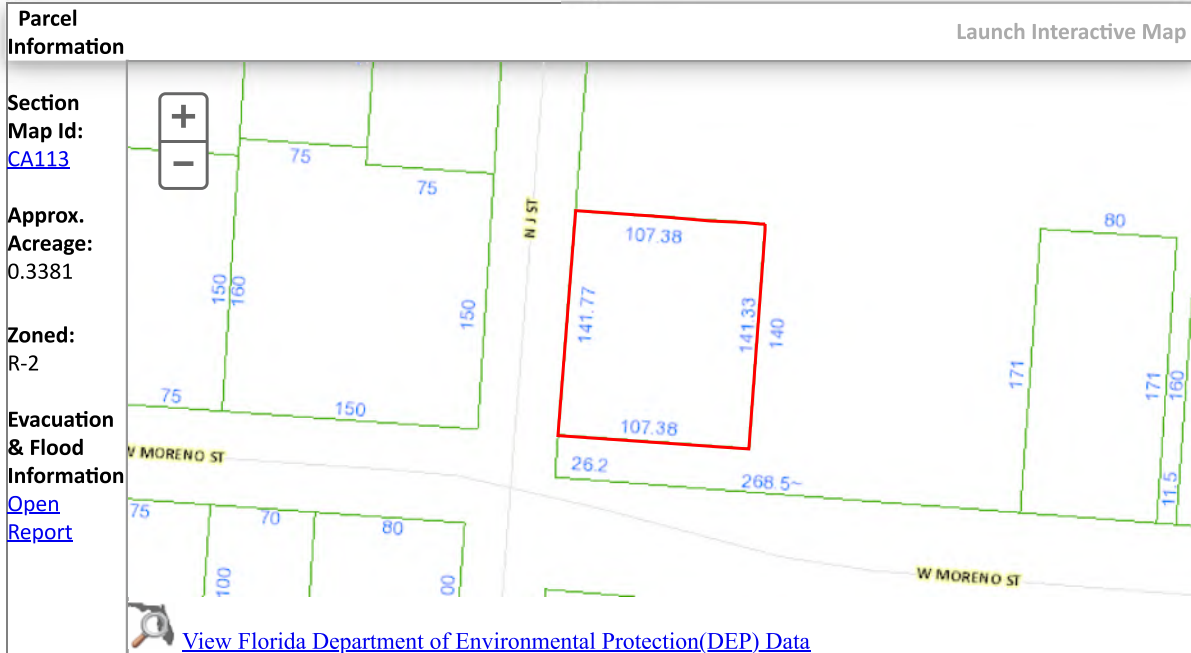 Parcel
Information
Launch Interactive Map
Section
Map Id:
CA113
Approx.
Acreage:
0.3381
Zoned:
R-2
Evacuation
& Flood
Information
Open
Report
+
−
75
75
150
160
150
75
150
N J ST
107.38
141.77
141.33
140
107.38
26.2
268.5~
80
171
171
160
11.5
W MORENO ST
75
70
80
100
00
W MORENO ST
View Florida Department of Environmental Protection(DEP) Data